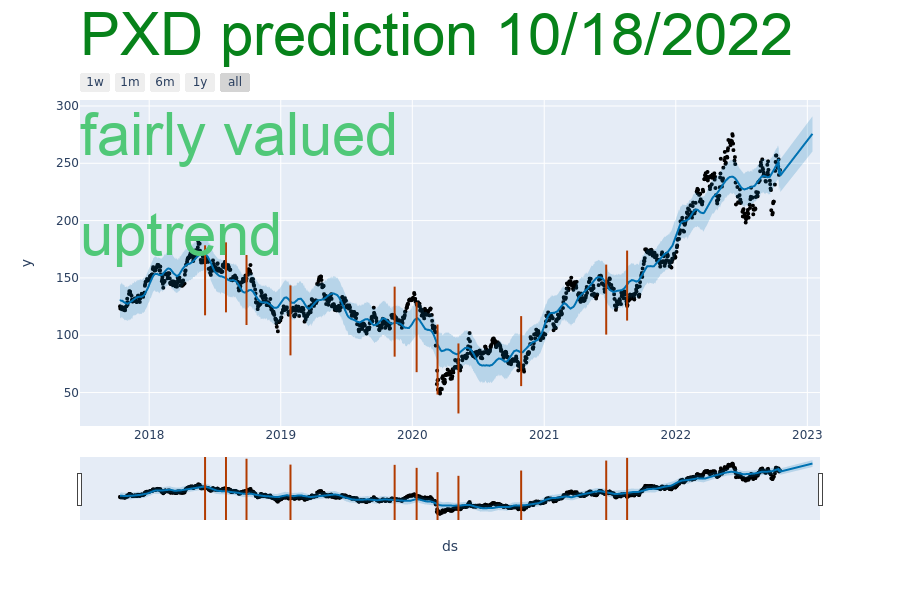 PXD prediction 10/18/2022
1w 1m 6m 1y all
300
fairly valued
250
200
uptrend
y
150
100
50
2018 2019 2020 2021 2022 2023
ds